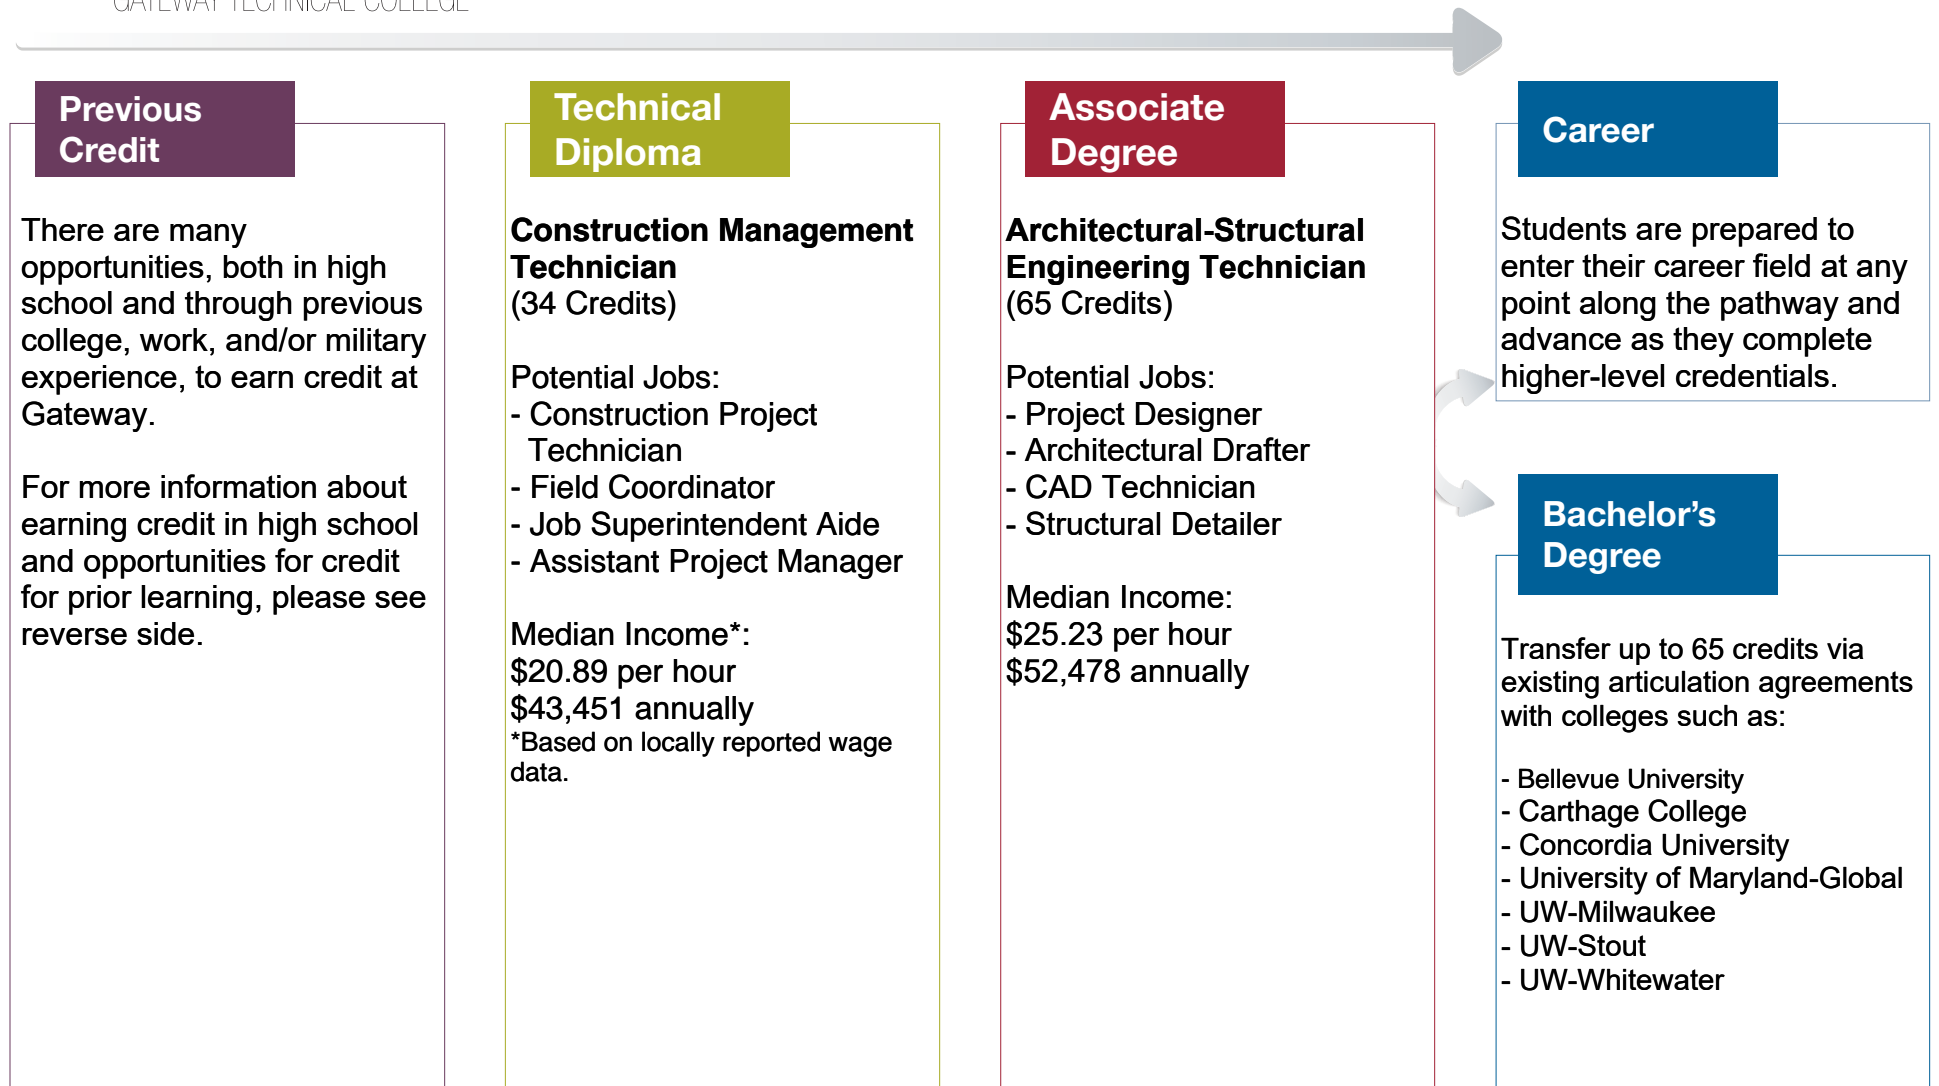 GATEWAY TECHNICAL COLLEGE
Previous
Credit
There are many
opportunities, both in high
school and through previous
college, work, and/or military
experience, to earn credit at
Gateway.
For more information about
earning credit in high school
and opportunities for credit
for prior learning, please see
reverse side.
Technical
Diploma
Construction Management
Technician
(34 Credits)
Potential Jobs:
- Construction Project
Technician
- Field Coordinator
- Job Superintendent Aide
- Assistant Project Manager
Median Income*:
$20.89 per hour
$43,451 annually
*Based on locally reported wage
data.
Associate
Degree
Architectural-Structural
Engineering Technician
(65 Credits)
Potential Jobs:
- Project Designer
- Architectural Drafter
- CAD Technician
- Structural Detailer
Median Income:
$25.23 per hour
$52,478 annually
Career
Students are prepared to
enter their career field at any
point along the pathway and
advance as they complete
higher-level credentials.
Bachelor’s
Degree
Transfer up to 65 credits via
existing articulation agreements
with colleges such as:
- Bellevue University
- Carthage College
- Concordia University
- University of Maryland-Global
- UW-Milwaukee
- UW-Stout
- UW-Whitewater